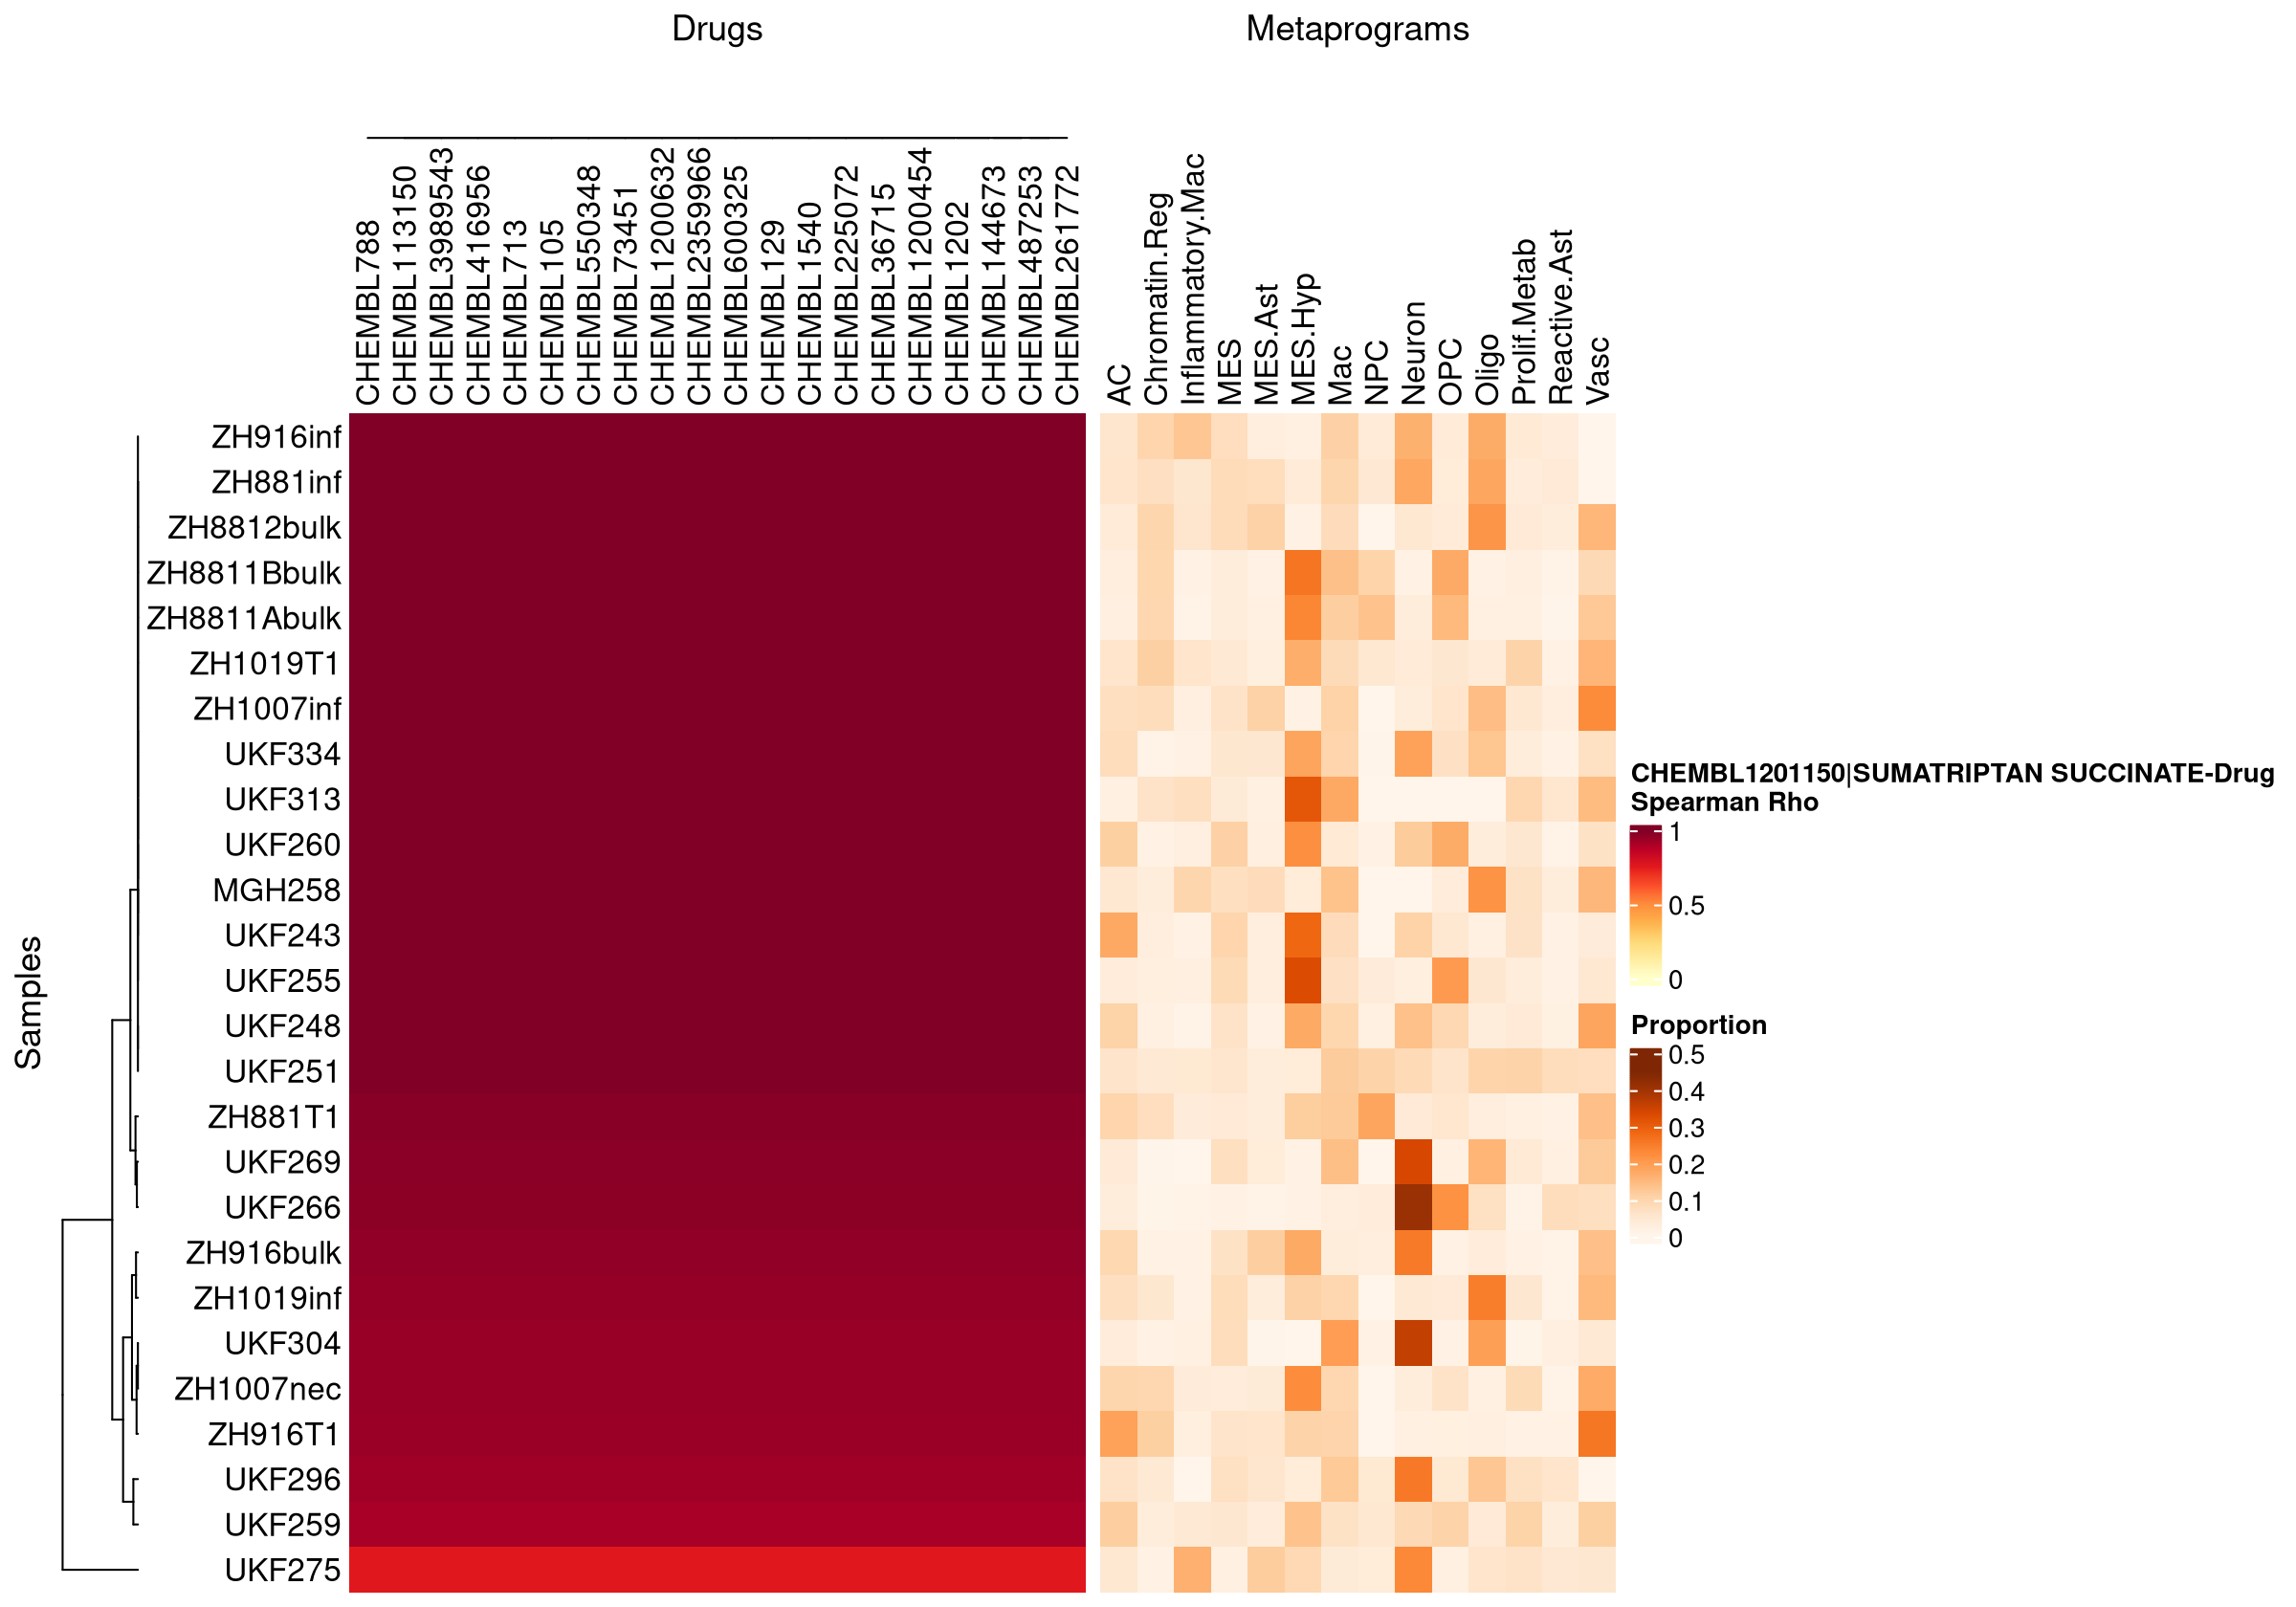 Drugs
Metaprograms
CHEMBL788
CHEMBL113150
CHEMBL3989543
CHEMBL4169956
CHEMBL713
CHEMBL105
CHEMBL550348
CHEMBL73451
CHEMBL1200632
CHEMBL2359966
CHEMBL600325
CHEMBL129
CHEMBL1540
CHEMBL225072
CHEMBL36715
CHEMBL1200454
CHEMBL1202
CHEMBL144673
CHEMBL487253
CHEMBL261772
AC
Chromatin.Reg
Inflammatory.Mac
MES
MES.Ast
MES.Hyp
Mac
NPC
Neuron
OPC
Oligo
Prolif.Metab
Reactive.Ast
Vasc
Samples
ZH916inf
ZH881inf
ZH8812bulk
ZH8811Bbulk
ZH8811Abulk
ZH1019T1
ZH1007inf
UKF334
UKF313
UKF260
MGH258
UKF243
UKF255
UKF248
UKF251
ZH881T1
UKF269
UKF266
ZH916bulk
ZH1019inf
UKF304
ZH1007nec
ZH916T1
UKF296
UKF259
UKF275
CHEMBL1201150|SUMATRIPTAN SUCCINATE-Drug
Spearman Rho
1
0.5
0
Proportion
0.5
0.4
0.3
0.2
0.1
0